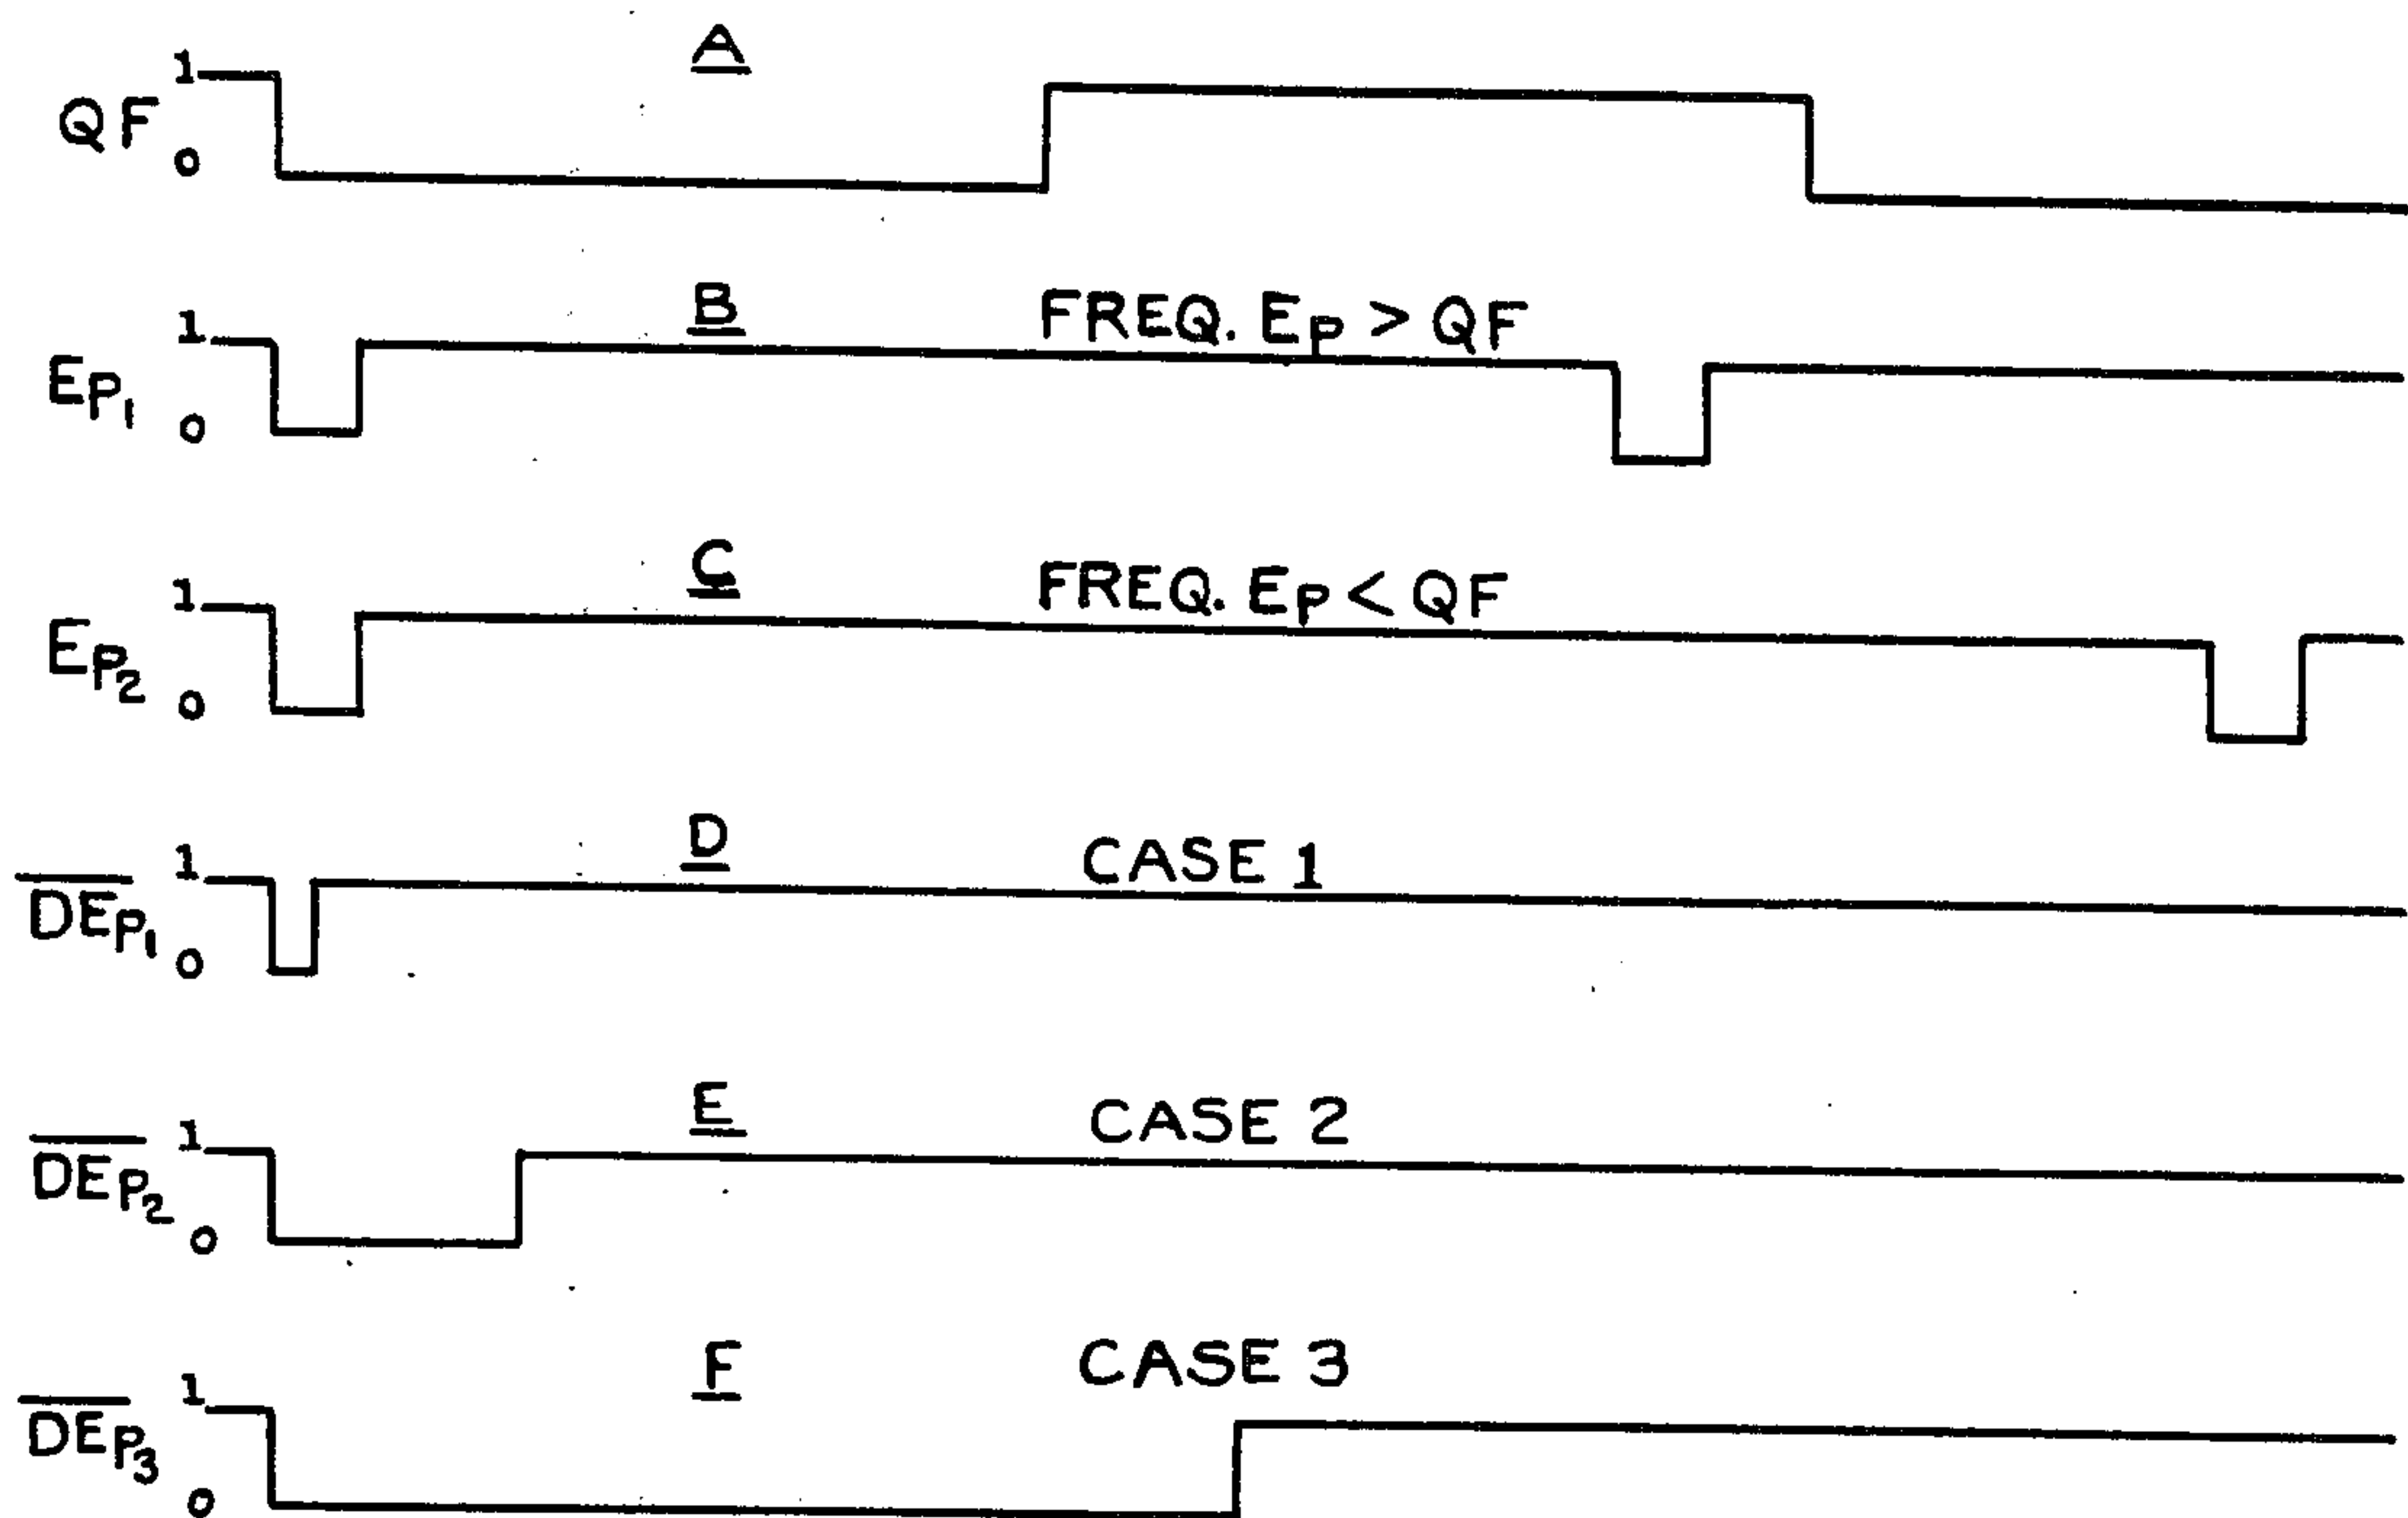 A
1
QF
0
B
FREQ. EP > QF
1
EP1
0
C
FREQ. EP < QF
1
EP2
0
D
CASE 1
1
DEP1
0
E
CASE 2
1
DEP2
0
F
CASE 3
1
DEP3
0